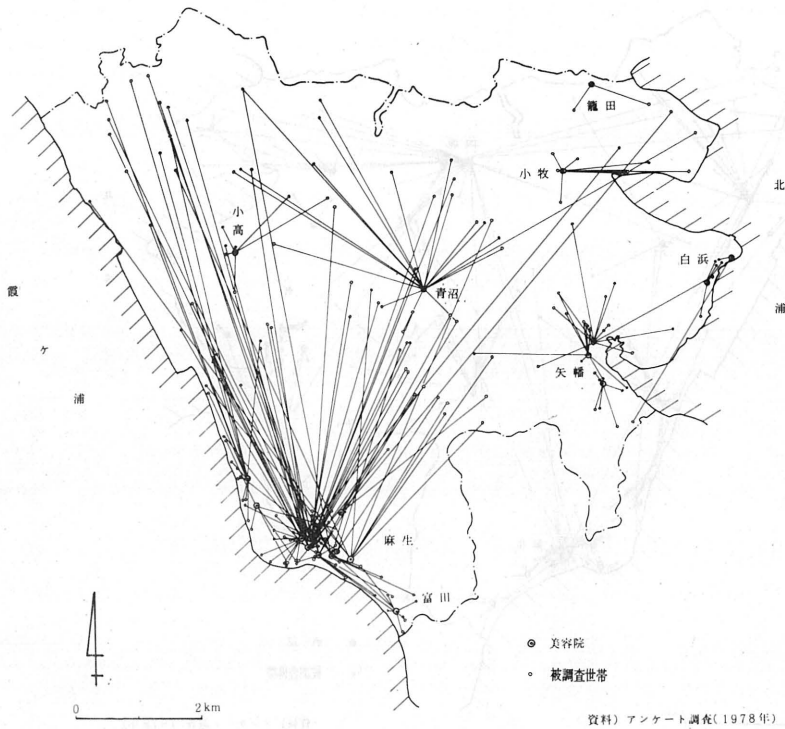 籠田
小牧
北浦
白浜
小高
青沼
霞ヶ浦
矢幡
麻生
富田
美容院
被調査世帯
0 2km
資料) アンケート調査(1978年)